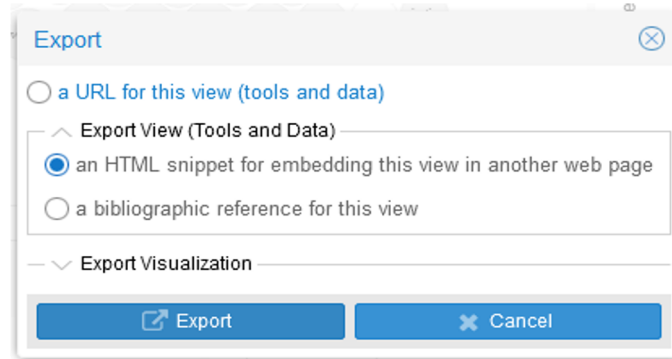 Export
a URL for this view (tools and data)
Export View (Tools and Data)
an HTML snippet for embedding this view in another web page
a bibliographic reference for this view
Export Visualization
Export
Cancel